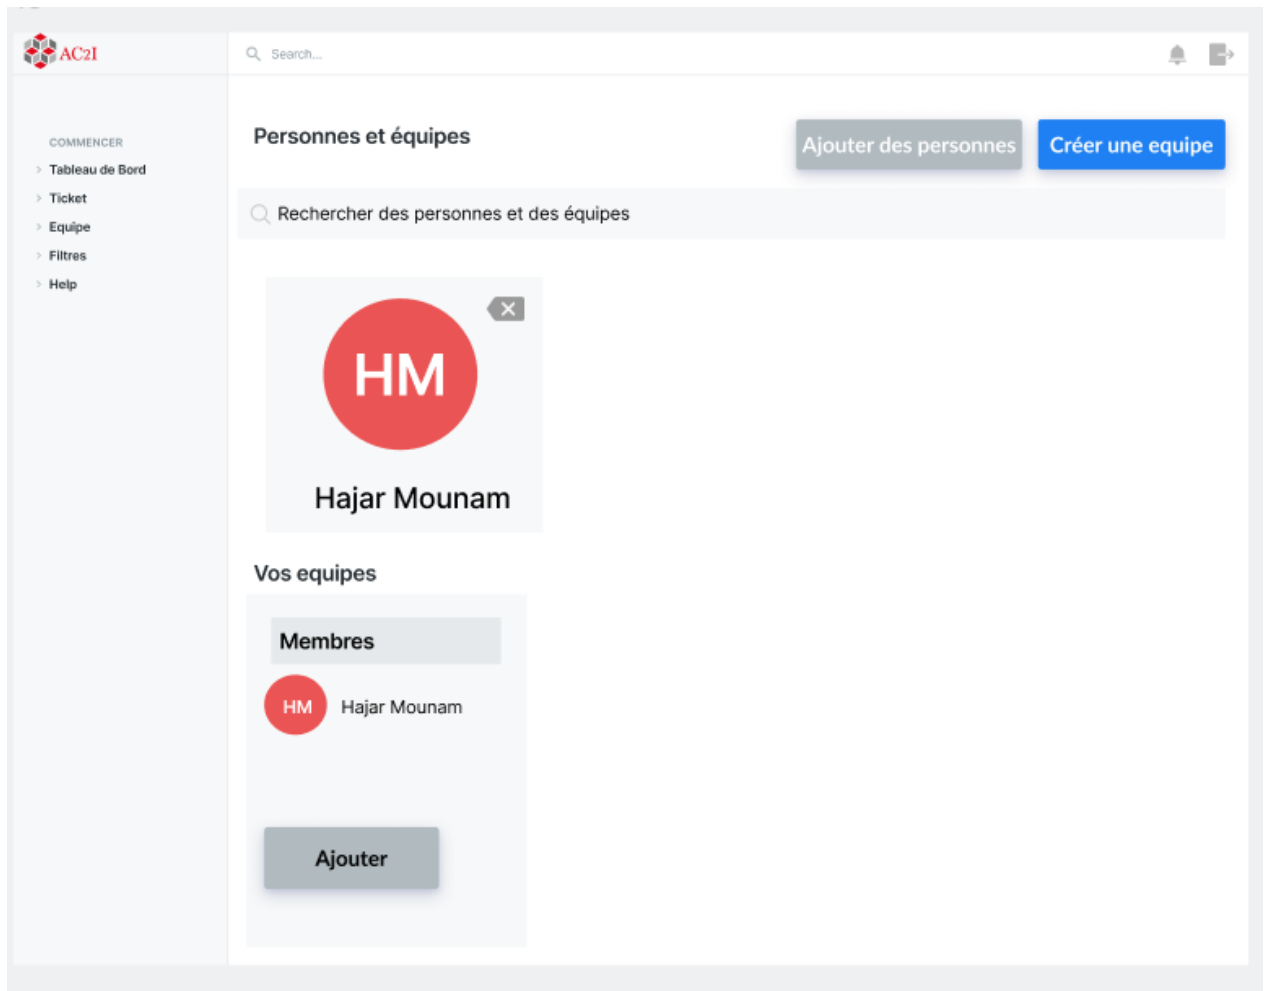 AC2I
Search...
COMMENCER
Tableau de Bord
Ticket
Equipe
Filtres
Help
Personnes et équipes
Ajouter des personnes
Créer une equipe
Rechercher des personnes et des équipes
HM
Hajar Mounam
Vos equipes
Membres
HM
Hajar Mounam
Ajouter